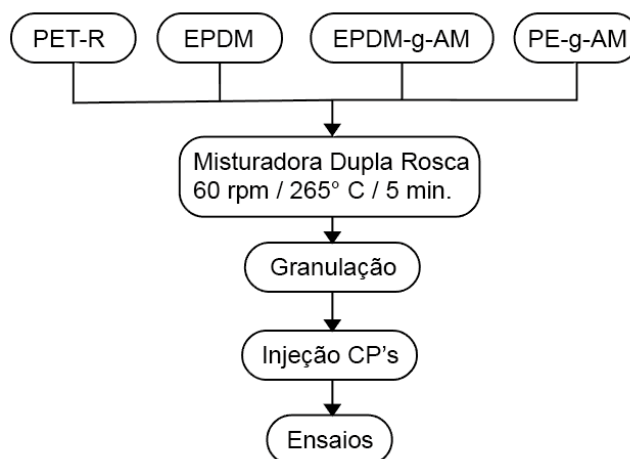 PET-R
EPDM
EPDM-g-AM
PE-g-AM
Misturadora Dupla Rosca
60 rpm / 265° C / 5 min.
Granulação
Injeção CP's
Ensaios